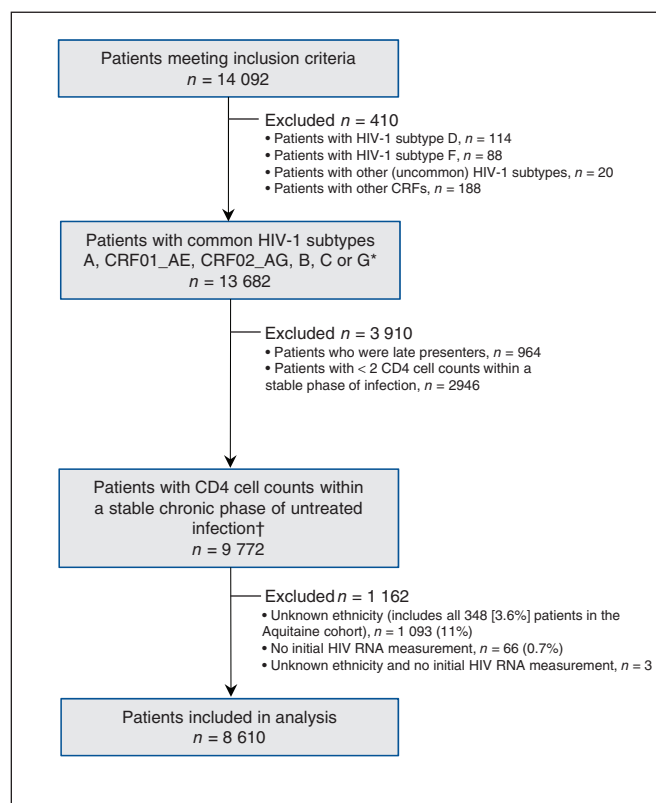 Patients meeting inclusion criteria
n = 14 092
Excluded n = 410
• Patients with HIV-1 subtype D, n = 114
• Patients with HIV-1 subtype F, n = 88
• Patients with other (uncommon) HIV-1 subtypes, n = 20
• Patients with other CRFs, n = 188
Patients with common HIV-1 subtypes
A, CRF01_AE, CRF02_AG, B, C or G*
n = 13 682
Excluded n = 3 910
• Patients who were late presenters, n = 964
• Patients with < 2 CD4 cell counts within a
stable phase of infection, n = 2946
Patients with CD4 cell counts within
a stable chronic phase of untreated
infection†
n = 9 772
Excluded n = 1 162
• Unknown ethnicity (includes all 348 [3.6%] patients in the
Aquitaine cohort), n = 1 093 (11%)
• No initial HIV RNA measurement, n = 66 (0.7%)
• Unknown ethnicity and no initial HIV RNA measurement, n = 3
Patients included in analysis
n = 8 610